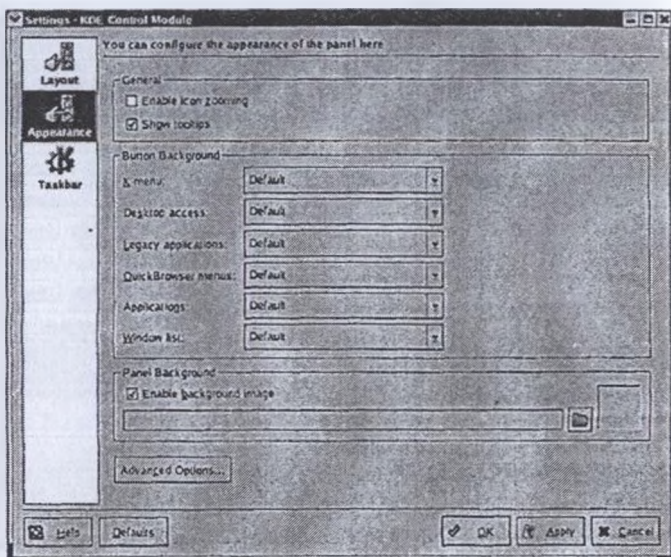 Settings - KDE Control Module
You can configure the appearance of the panel here
Layout
Appearance
Taskbar
General
Enable icon zooming
Show tooltips
Button Background
K menu: Default
Desktop access: Default
Legacy applications: Default
QuickBrowser menus: Default
Applications: Default
Window list: Default
Panel Background
Enable background image
Advanced Options...
Help Defaults OK Apply Cancel